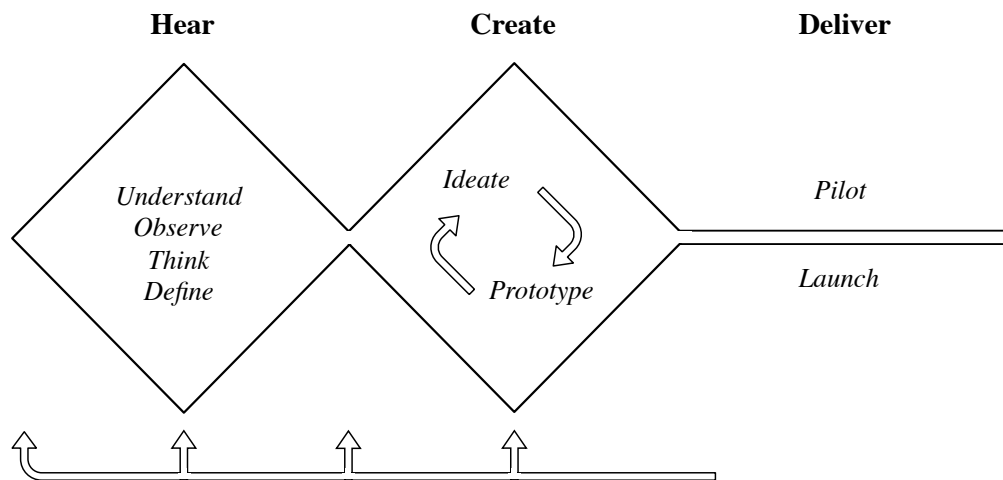 Hear
Create
Deliver
Understand
Observe
Think
Define
Ideate
Prototype
Pilot
Launch